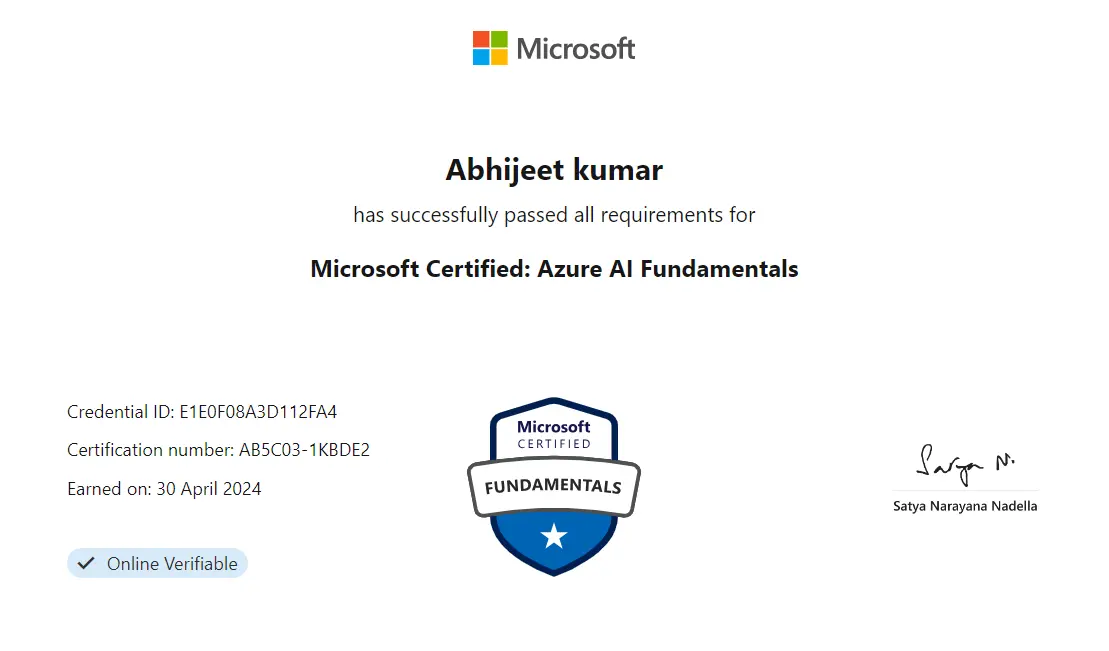 Microsoft
Abhijeet kumar
has successfully passed all requirements for
Microsoft Certified: Azure AI Fundamentals
Credential ID: E1E0F08A3D112FA4
Certification number: AB5C03-1KBDE2
Earned on: 30 April 2024
Online Verifiable
Microsoft
CERTIFIED
FUNDAMENTALS
Satya N.
Satya Narayana Nadella